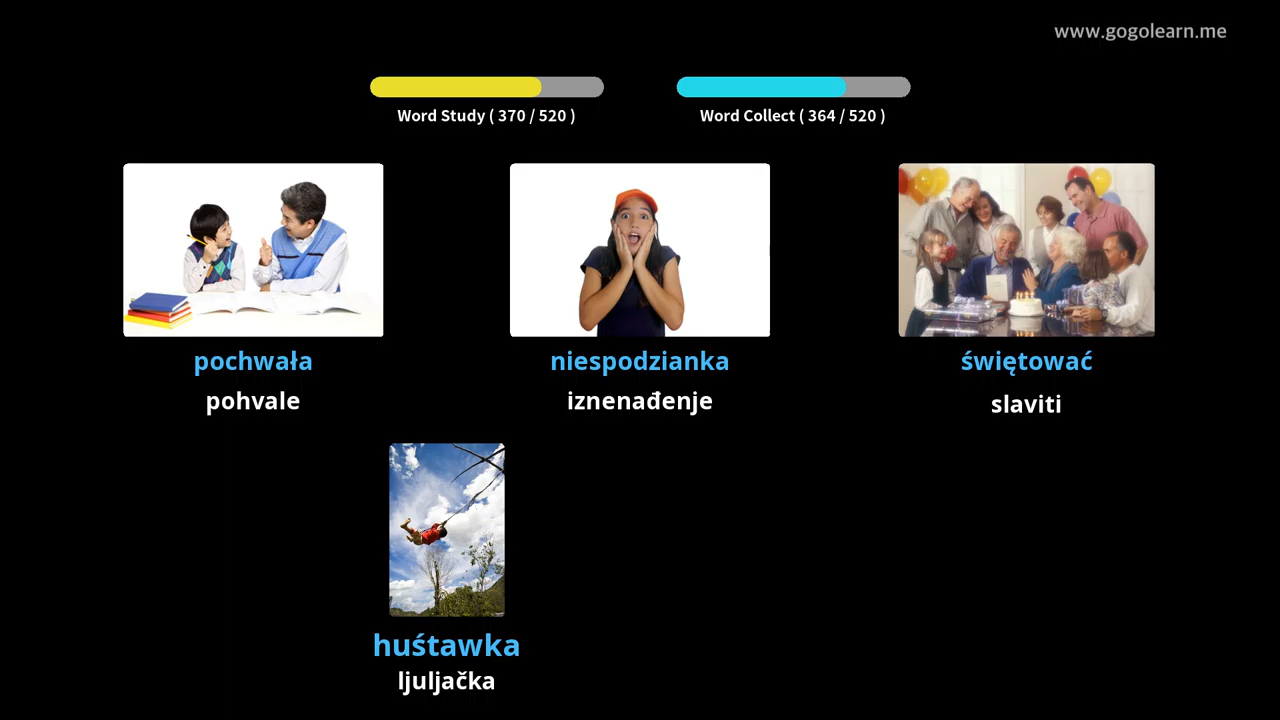 www.gogolearn.me
Word Study ( 370 / 520 )
Word Collect ( 364 / 520 )
pochwała
niespodzianka
świętować
pohvale
iznenađenje
slaviti
huśtawka
ljuljačka